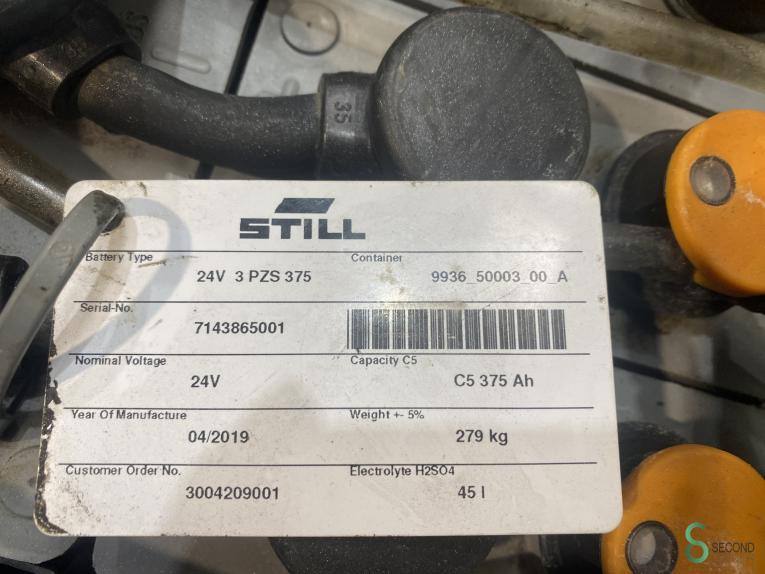 35
STILL
Battery Type Container
24V 3 PZS 375 9936_50003_00_A
Serial-No.
7143865001
Nominal Voltage Capacity C5
24V C5 375 Ah
Year Of Manufacture Weight +- 5%
04/2019 279 kg
Customer Order No. Electrolyte H2SO4
3004209001 45 l
SECOND